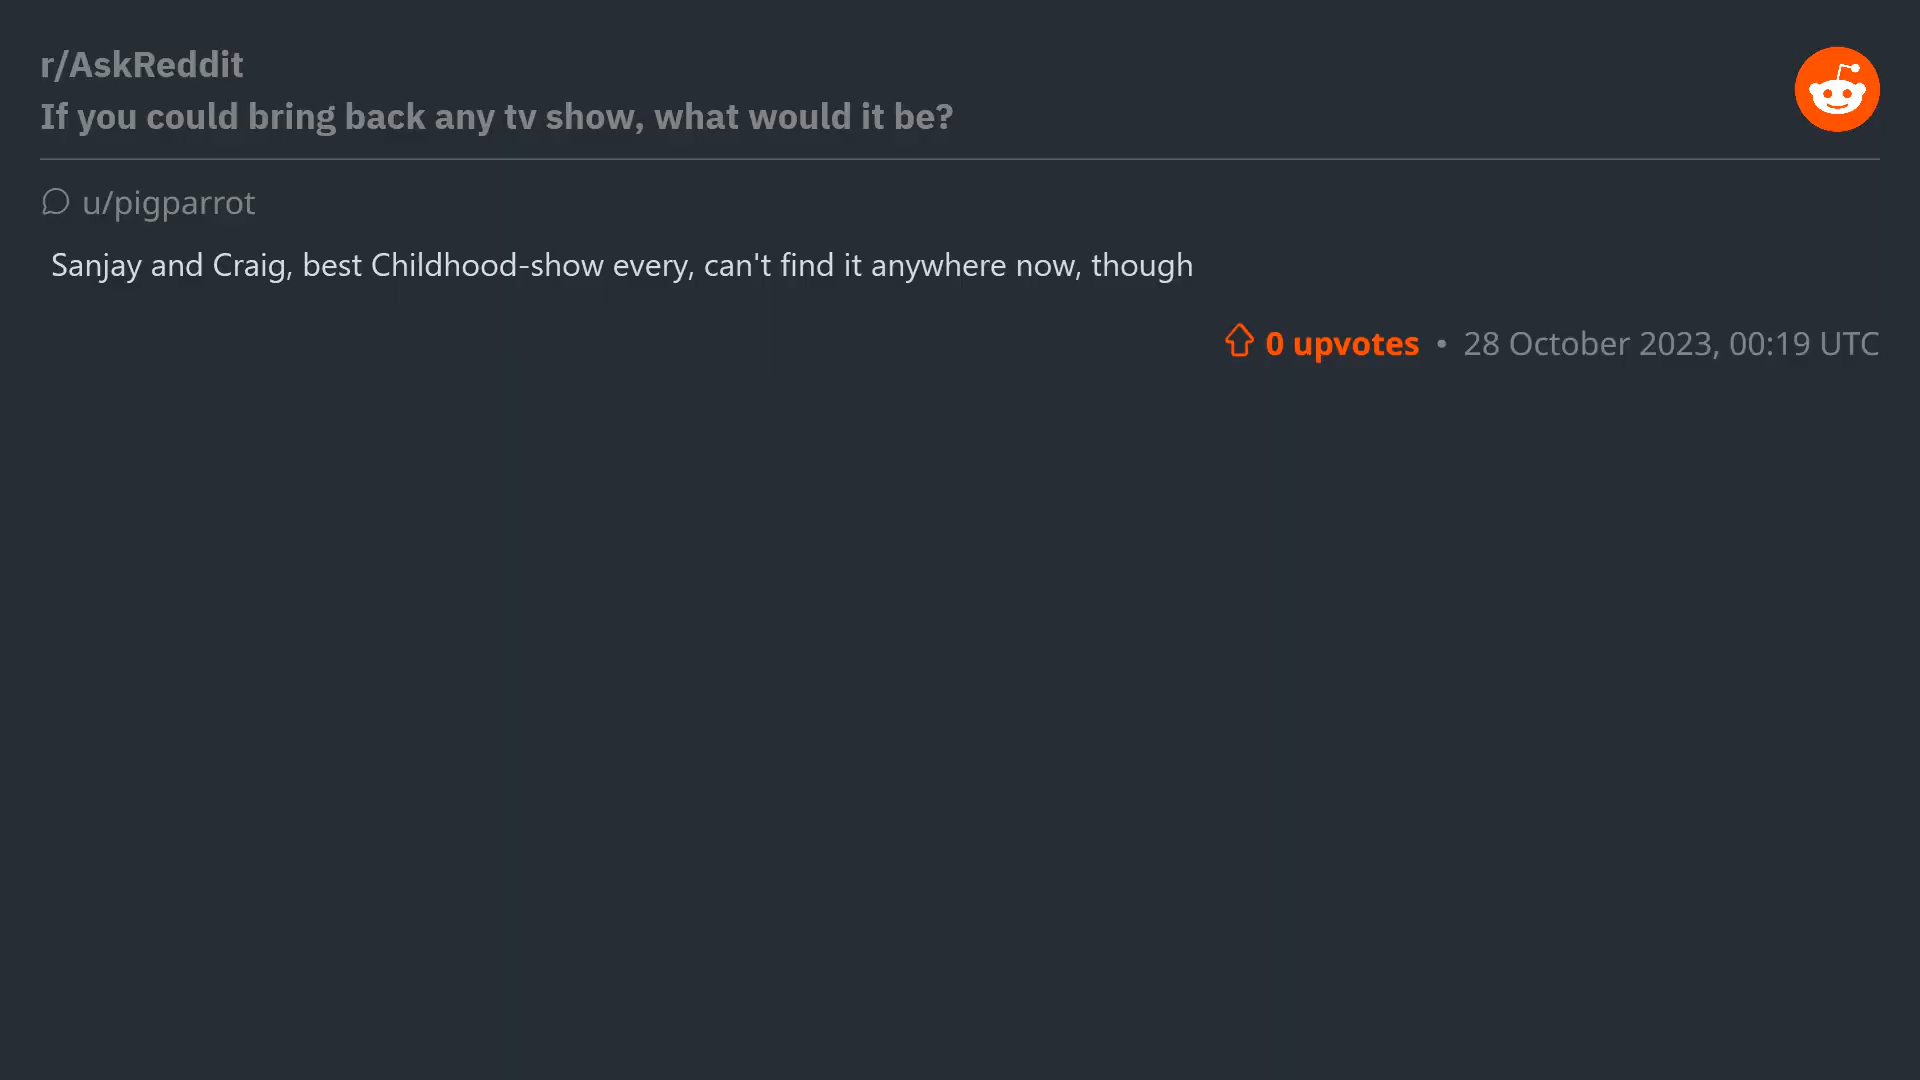 r/AskReddit
If you could bring back any tv show, what would it be?
u/pigparrot
Sanjay and Craig, best Childhood-show every, can't find it anywhere now, though
0 upvotes • 28 October 2023, 00:19 UTC